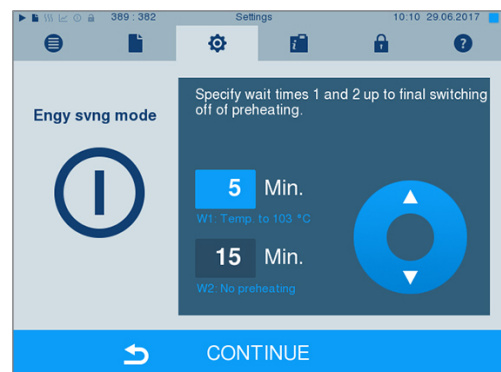 389 : 382 Settings 10:10 29.06.2017
Engy svng mode
Specify wait times 1 and 2 up to final switching
off of preheating.
5 Min.
W1: Temp. to 103 °C
15 Min.
W2: No preheating
CONTINUE